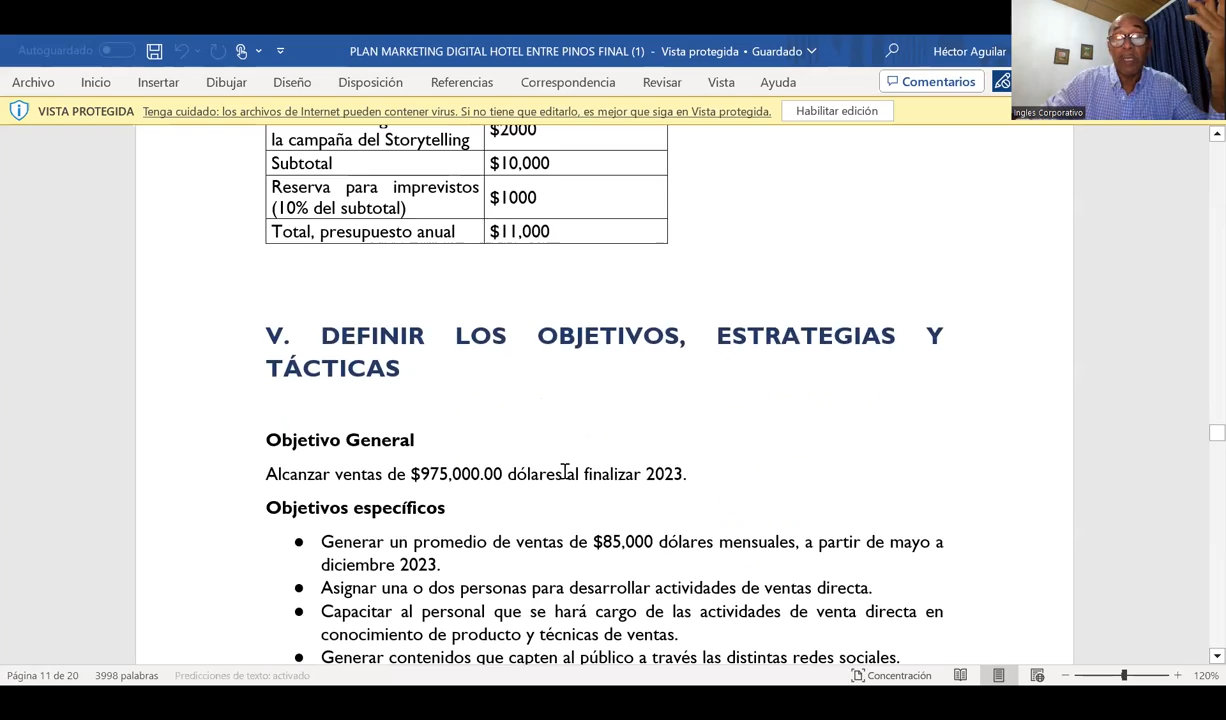 Autoguardado
PLAN MARKETING DIGITAL HOTEL ENTRE PINOS FINAL (1) - Vista protegida • Guardado
Héctor Aguilar
Archivo Inicio Insertar Dibujar Diseño Disposición Referencias Correspondencia Revisar Vista Ayuda Comentarios
VISTA PROTEGIDA Tenga cuidado: los archivos de Internet pueden contener virus. Si no tiene que editarlo, es mejor que siga en Vista protegida. Habilitar edición
Ingles Corporativo
la campaña del Storytelling $2000
Subtotal $10,000
Reserva para imprevistos
(10% del subtotal) $1000
Total, presupuesto anual $11,000
V. DEFINIR LOS OBJETIVOS, ESTRATEGIAS Y
TÁCTICAS
Objetivo General
Alcanzar ventas de $975,000.00 dólares al finalizar 2023.
Objetivos específicos
● Generar un promedio de ventas de $85,000 dólares mensuales, a partir de mayo a
diciembre 2023.
● Asignar una o dos personas para desarrollar actividades de ventas directa.
● Capacitar al personal que se hará cargo de las actividades de venta directa en
conocimiento de producto y técnicas de ventas.
● Generar contenidos que capten al público a través las distintas redes sociales.
Página 11 de 20 3998 palabras Predicciones de texto: activado Concentración 120%